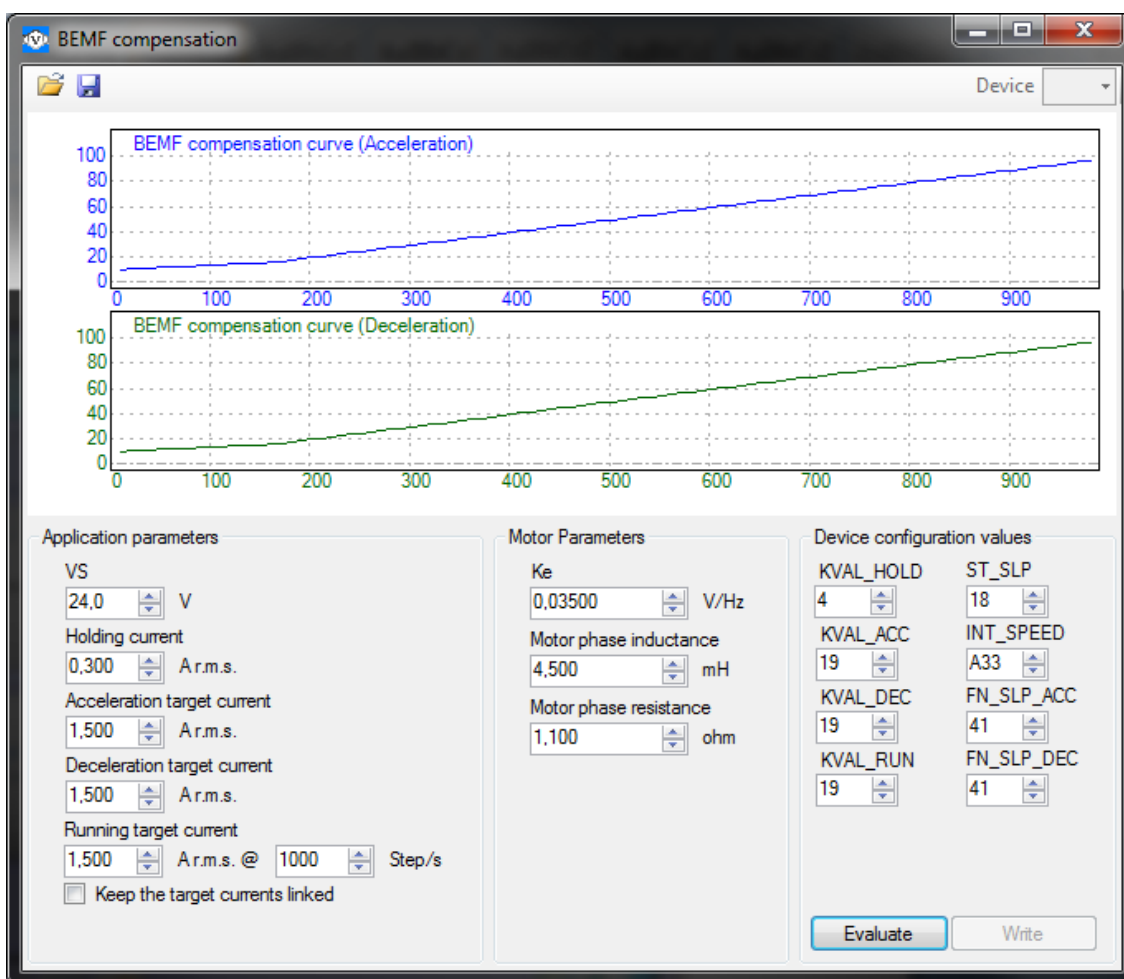 BEMF compensation
Device
BEMF compensation curve (Acceleration)
100
80
60
40
20
0
0 100 200 300 400 500 600 700 800 900
BEMF compensation curve (Deceleration)
100
80
60
40
20
0
0 100 200 300 400 500 600 700 800 900
Application parameters
VS
24,0 V
Holding current
0,300 A r.m.s.
Acceleration target current
1,500 A r.m.s.
Deceleration target current
1,500 A r.m.s.
Running target current
1,500 A r.m.s. @ 1000 Step/s
Keep the target currents linked
Motor Parameters
Ke
0,03500 V/Hz
Motor phase inductance
4,500 mH
Motor phase resistance
1,100 ohm
Device configuration values
KVAL_HOLD ST_SLP
4 18
KVAL_ACC INT_SPEED
19 A33
KVAL_DEC FN_SLP_ACC
19 41
KVAL_RUN FN_SLP_DEC
19 41
Evaluate Write